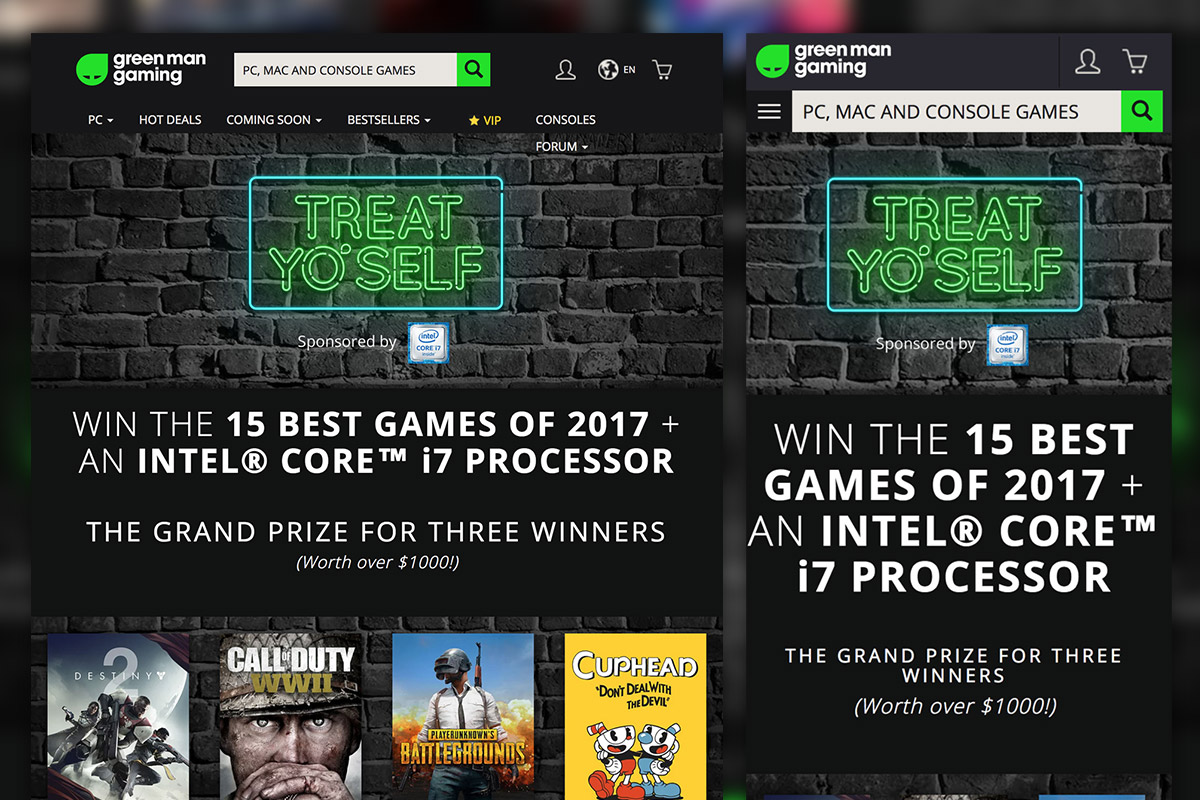 green man
gaming
PC, MAC AND CONSOLE GAMES
EN
PC
HOT DEALS
COMING SOON
BESTSELLERS
VIP
CONSOLES
FORUM
TREAT
YO'SELF
Sponsored by
intel
CORE i7
inside
WIN THE 15 BEST GAMES OF 2017 +
AN INTEL® CORE™ i7 PROCESSOR
THE GRAND PRIZE FOR THREE WINNERS
(Worth over $1000!)
2
DESTINY
CALL OF DUTY
WWII
PLAYERUNKNOWN'S
BATTLEGROUNDS
CUPHEAD
"DON'T DEAL WITH
THE DEVIL"
green man
gaming
PC, MAC AND CONSOLE GAMES
TREAT
YO'SELF
Sponsored by
intel
CORE i7
inside
WIN THE 15 BEST
GAMES OF 2017 +
AN INTEL® CORE™
i7 PROCESSOR
THE GRAND PRIZE FOR THREE
WINNERS
(Worth over $1000!)